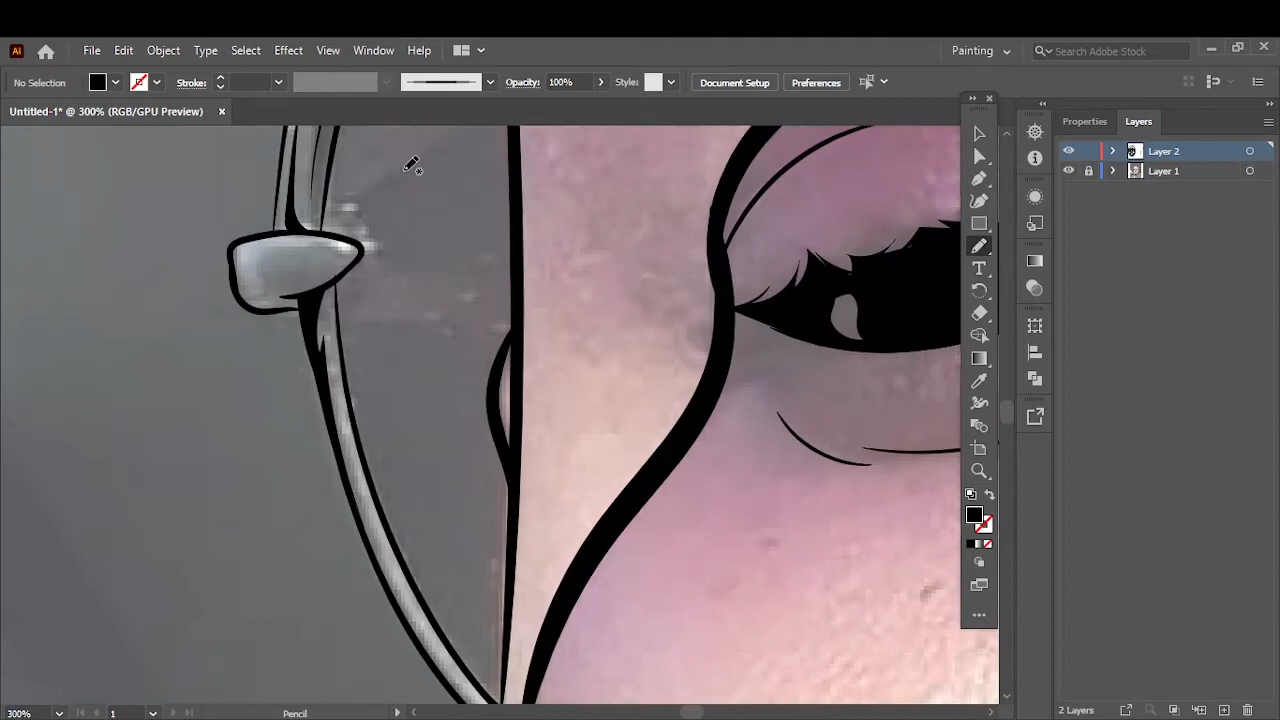 Ai File Edit Object Type Select Effect View Window Help Painting Search Adobe Stock
No Selection Stroke: Opacity: 100% Style: Document Setup Preferences
Untitled-1* @ 300% (RGB/GPU Preview) Properties Layers
Layer 2
Layer 1
T
300% 1 Pencil 2 Layers